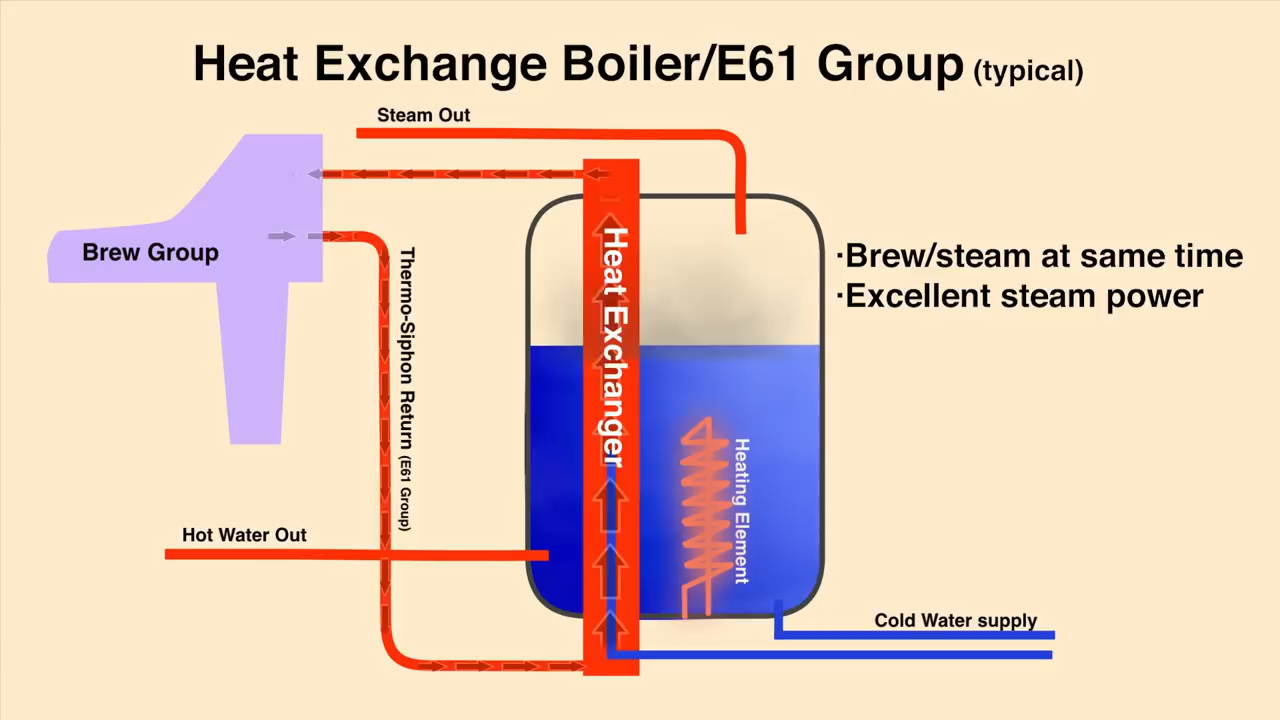 Heat Exchange Boiler/E61 Group (typical)
Steam Out
Brew Group
Thermo-Siphon Return (E61 Group)
Heat Exchanger
·Brew/steam at same time
·Excellent steam power
Heating Element
Hot Water Out
Cold Water supply